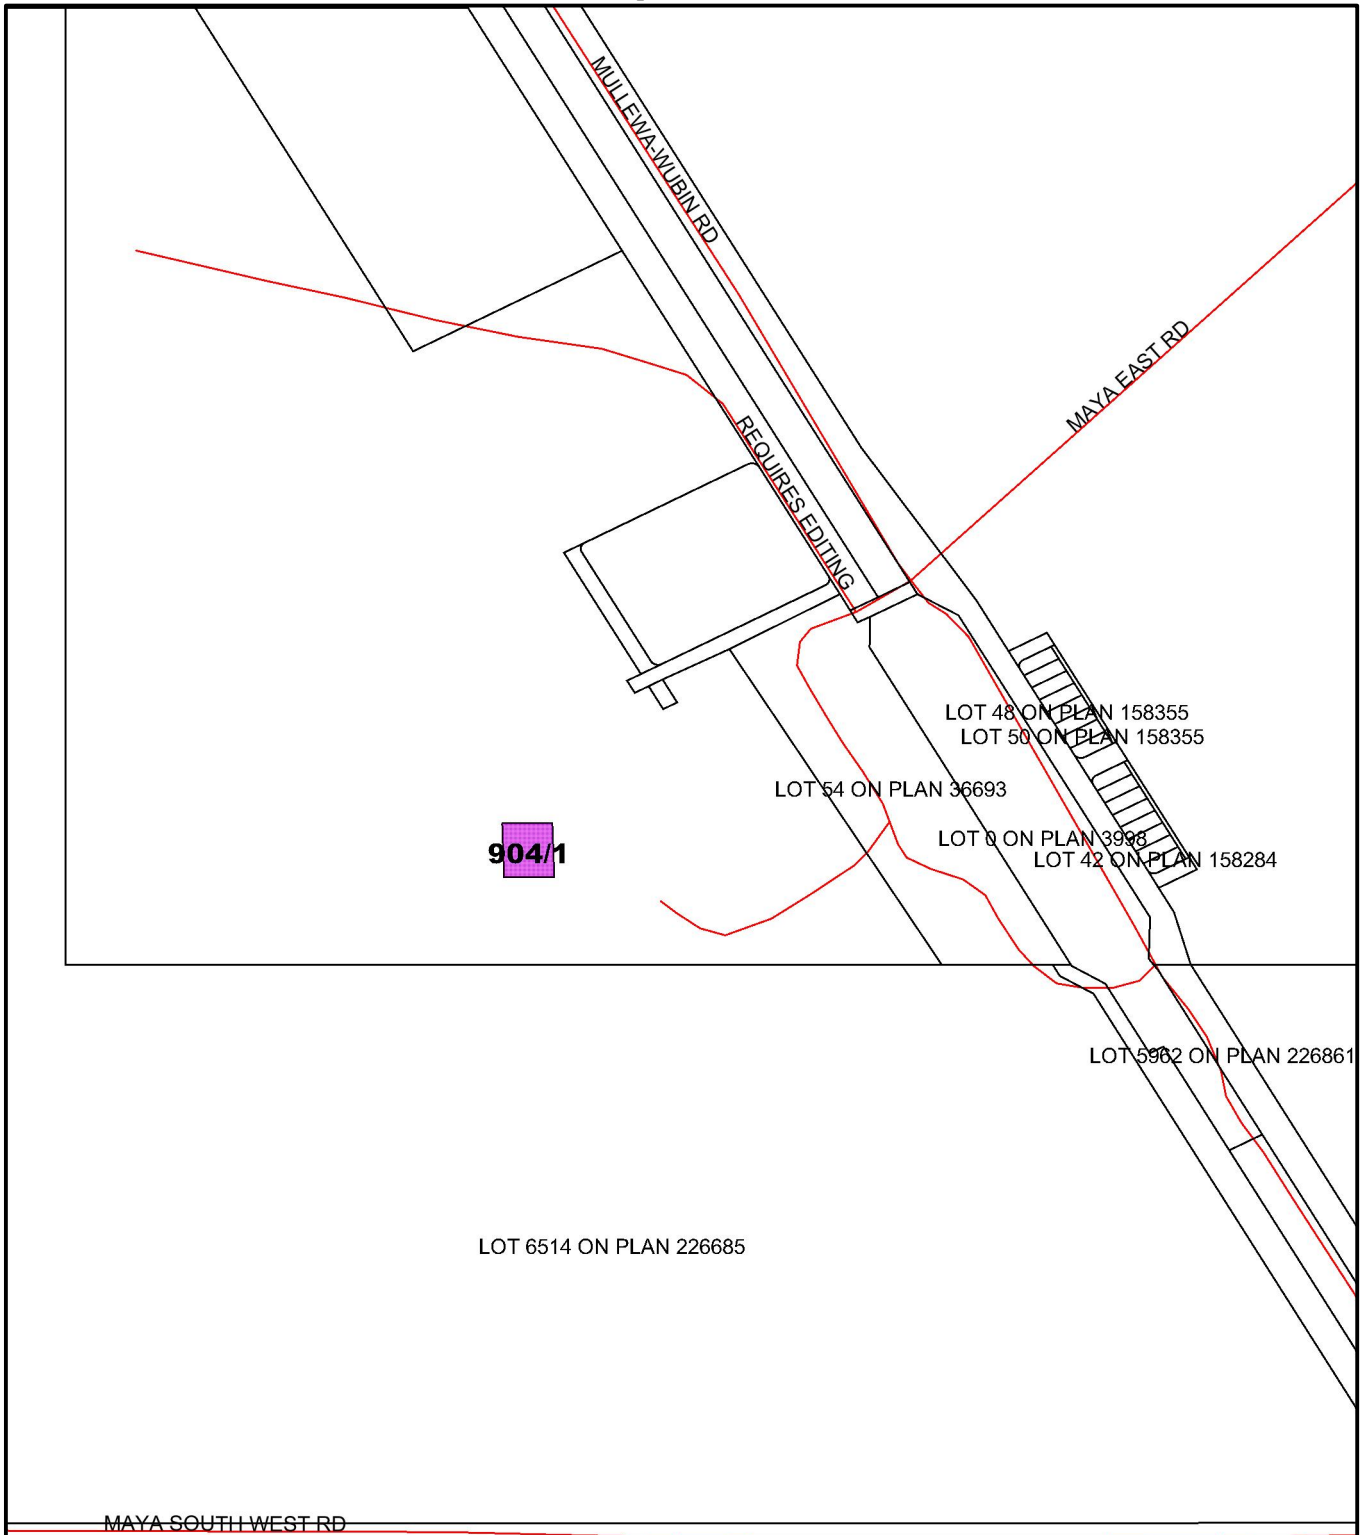 MULLEWA-WUBIN RD
MAYA EAST RD
REQUIRES EDITING
LOT 48 ON PLAN 158355
LOT 50 ON PLAN 158355
LOT 54 ON PLAN 36693
LOT 0 ON PLAN 3998
904/1
LOT 42 ON PLAN 158284
LOT 5962 ON PLAN 226861
LOT 6514 ON PLAN 226685
MAYA SOUTH WEST RD